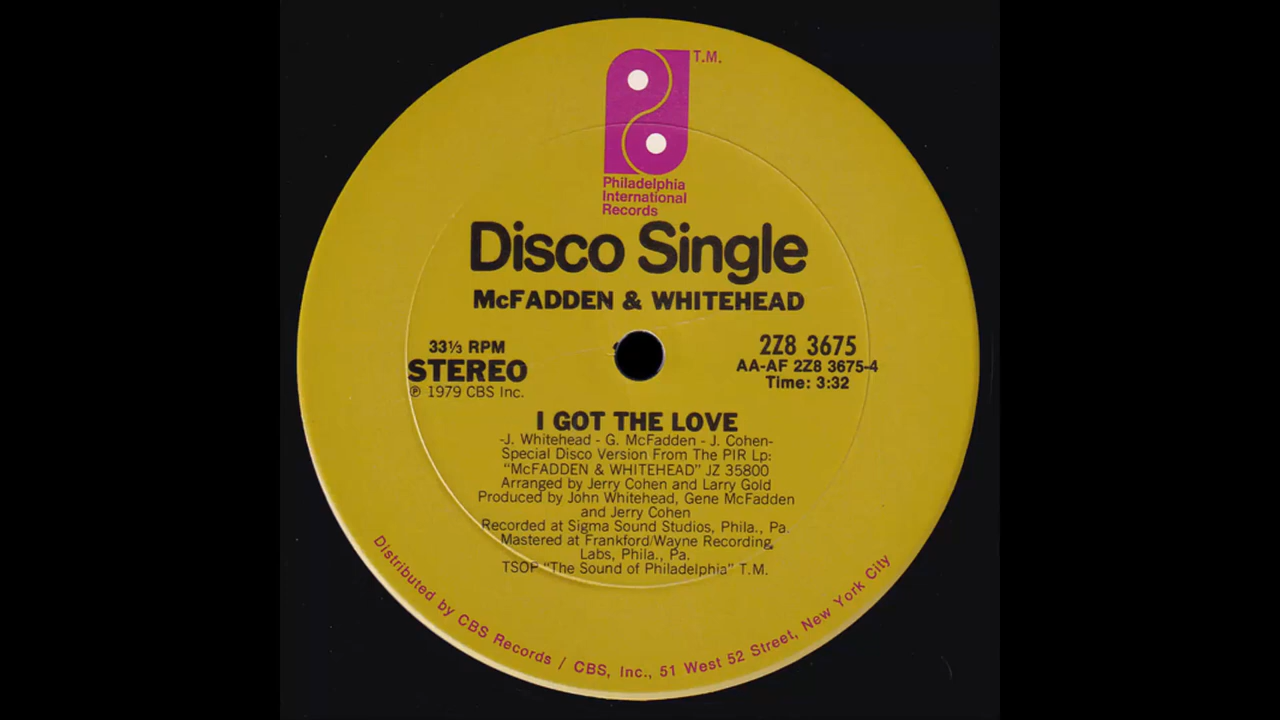 T.M.
Philadelphia
International
Records
Disco Single
McFADDEN & WHITEHEAD
33⅓ RPM
STEREO
℗ 1979 CBS Inc.
2Z8 3675
AA-AF 2Z8 3675-4
Time: 3:32
I GOT THE LOVE
-J. Whitehead - G. McFadden - J. Cohen-
Special Disco Version From The PIR Lp:
“McFADDEN & WHITEHEAD” JZ 35800
Arranged by Jerry Cohen and Larry Gold
Produced by John Whitehead, Gene McFadden
and Jerry Cohen
Recorded at Sigma Sound Studios, Phila., Pa.
Mastered at Frankford/Wayne Recording
Labs, Phila., Pa.
TSOP “The Sound of Philadelphia” T.M.
Distributed by CBS Records / CBS, Inc., 51 West 52 Street, New York City